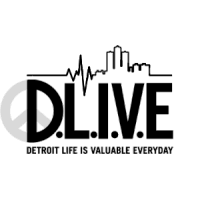 D.L.I.V.E
DETROIT LIFE IS VALUABLE EVERYDAY